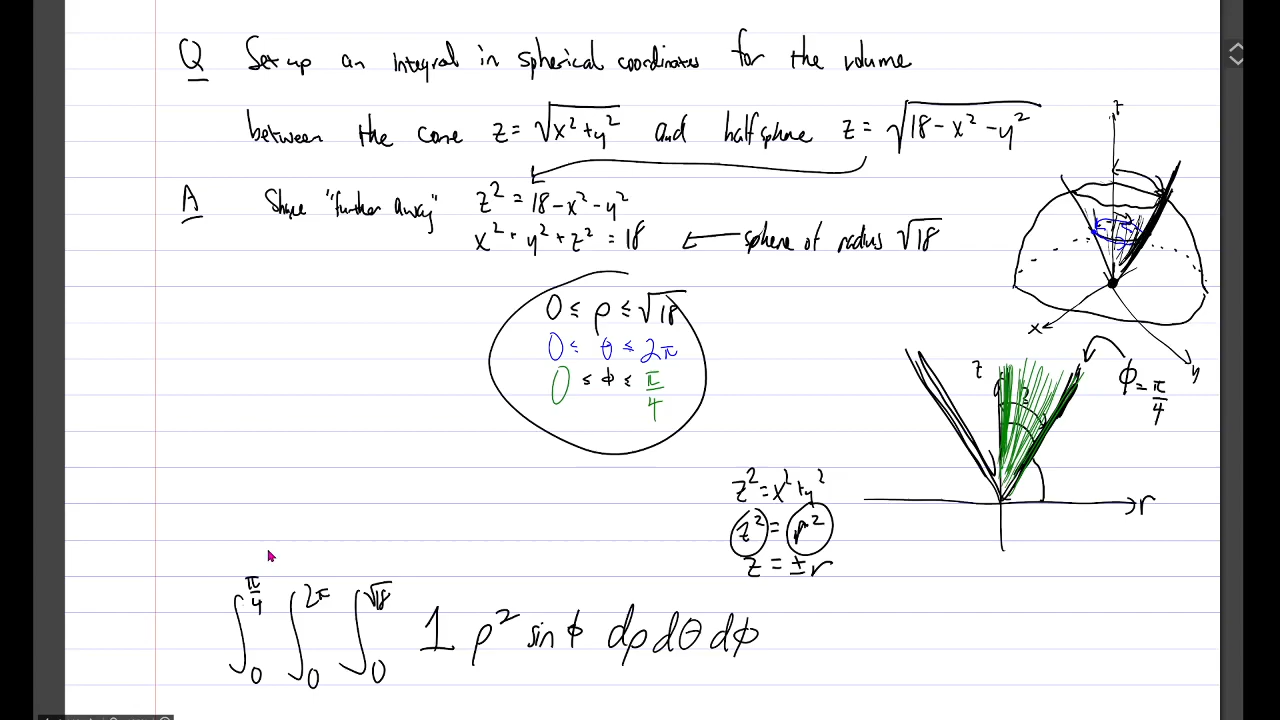 Q Set up an integral in spherical coordinates for the volume
between the cone z = √(x² + y²) and half sphere z = √(18 - x² - y²)
A Shape "further away" z² = 18 - x² - y²
x² + y² + z² = 18 ← sphere of radius √18
z
x
y
0 ≤ ρ ≤ √18
0 ≤ θ ≤ 2π
0 ≤ φ ≤ π/4
z
?
φ = π/4
r
z² = x² + y²
z² = r²
z = ± r
∫₀^(π/4) ∫₀^(2π) ∫₀^(√18) 1 ρ² sin φ dρ dθ dφ